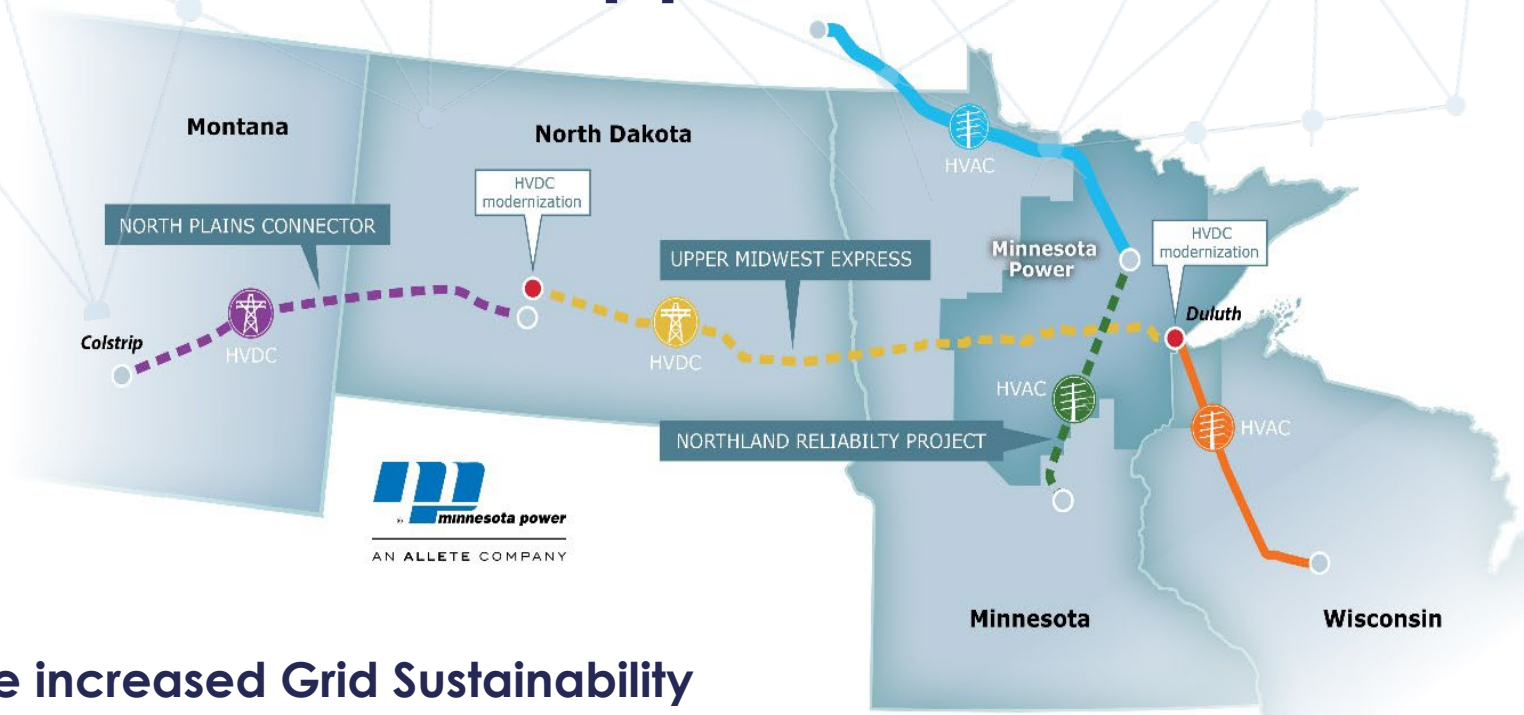 Montana
North Dakota
HVAC
HVDC
modernization
NORTH PLAINS CONNECTOR
UPPER MIDWEST EXPRESS
Minnesota
Power
HVDC
modernization
Colstrip
HVDC
HVDC
Duluth
HVAC
HVAC
NORTHLAND RELIABILTY PROJECT
minnesota power
AN ALLETE COMPANY
Minnesota
Wisconsin
e increased Grid Sustainability